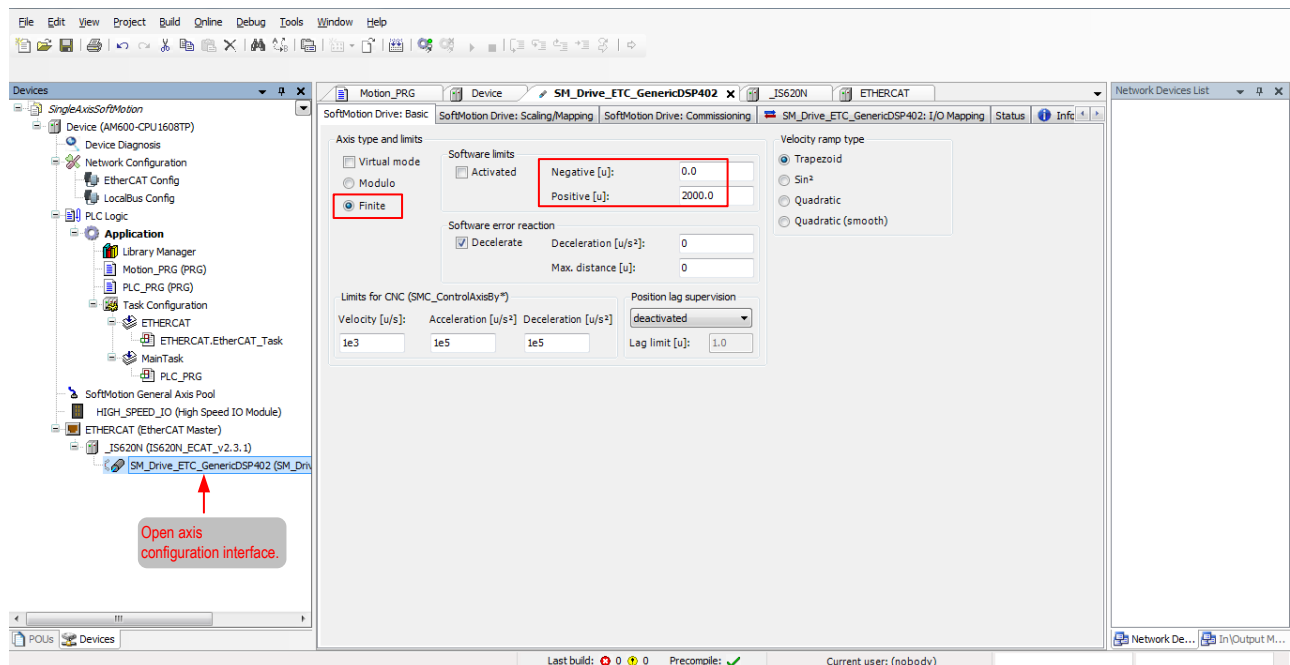 File Edit View Project Build Online Debug Tools Window Help
Devices
SingleAxisSoftMotion
Device (AM600-CPU1608TP)
Device Diagnosis
Network Configuration
EtherCAT Config
LocalBus Config
PLC Logic
Application
Library Manager
Motion_PRG (PRG)
PLC_PRG (PRG)
Task Configuration
ETHERCAT
ETHERCAT.EtherCAT_Task
MainTask
PLC_PRG
SoftMotion General Axis Pool
HIGH_SPEED_IO (High Speed IO Module)
ETHERCAT (EtherCAT Master)
_IS620N (IS620N_ECAT_v2.3.1)
SM_Drive_ETC_GenericDSP402 (SM_Driv
Open axis
configuration interface.
POUs Devices
Motion_PRG Device SM_Drive_ETC_GenericDSP402 X _IS620N ETHERCAT
SoftMotion Drive: Basic SoftMotion Drive: Scaling/Mapping SoftMotion Drive: Commissioning SM_Drive_ETC_GenericDSP402: I/O Mapping Status Info
Axis type and limits
Virtual mode
Modulo
Finite
Software limits
Activated
Negative [u]: 0.0
Positive [u]: 2000.0
Software error reaction
Decelerate Deceleration [u/s²]: 0
Max. distance [u]: 0
Limits for CNC (SMC_ControlAxisBy*)
Velocity [u/s]: Acceleration [u/s²] Deceleration [u/s²]
1e3 1e5 1e5
Position lag supervision
deactivated
Lag limit [u]: 1.0
Velocity ramp type
Trapezoid
Sin²
Quadratic
Quadratic (smooth)
Network Devices List
Network De... In\Output M...
Last build: 0 0 Precompile: Current user: (nobody)